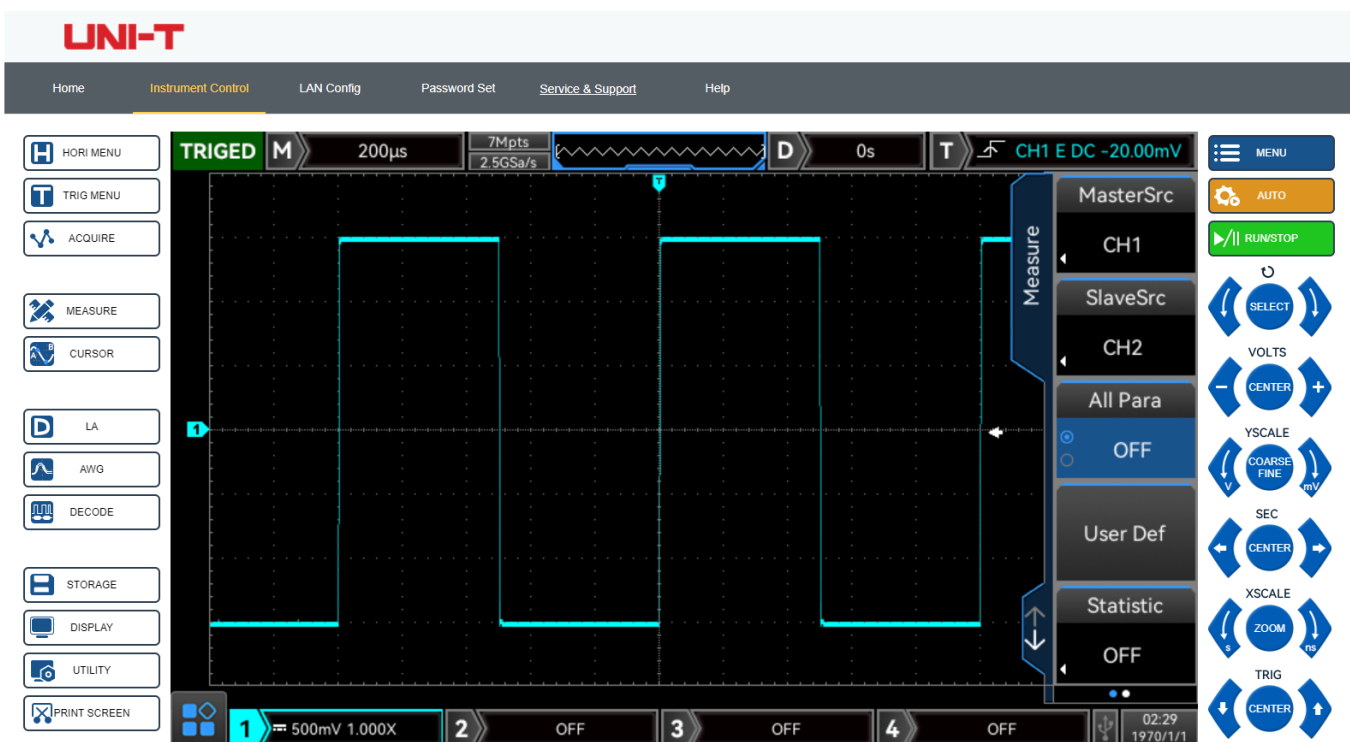 UNI-T
Home Instrument Control LAN Config Password Set Service & Support Help
HORI MENU
TRIG MENU
ACQUIRE
MEASURE
CURSOR
LA
AWG
DECODE
STORAGE
DISPLAY
UTILITY
PRINT SCREEN
TRIGED M 200μs 7Mpts 2.5GSa/s D 0s T CH1 E DC -20.00mV
T
1
Measure
MasterSrc
CH1
SlaveSrc
CH2
All Para
OFF
User Def
Statistic
OFF
1 500mV 1.000X 2 OFF 3 OFF 4 OFF 02:29
1970/1/1
MENU
AUTO
RUN/STOP
SELECT
VOLTS
CENTER
YSCALE
COARSE
FINE
V mV
SEC
CENTER
XSCALE
ZOOM
s ns
TRIG
CENTER